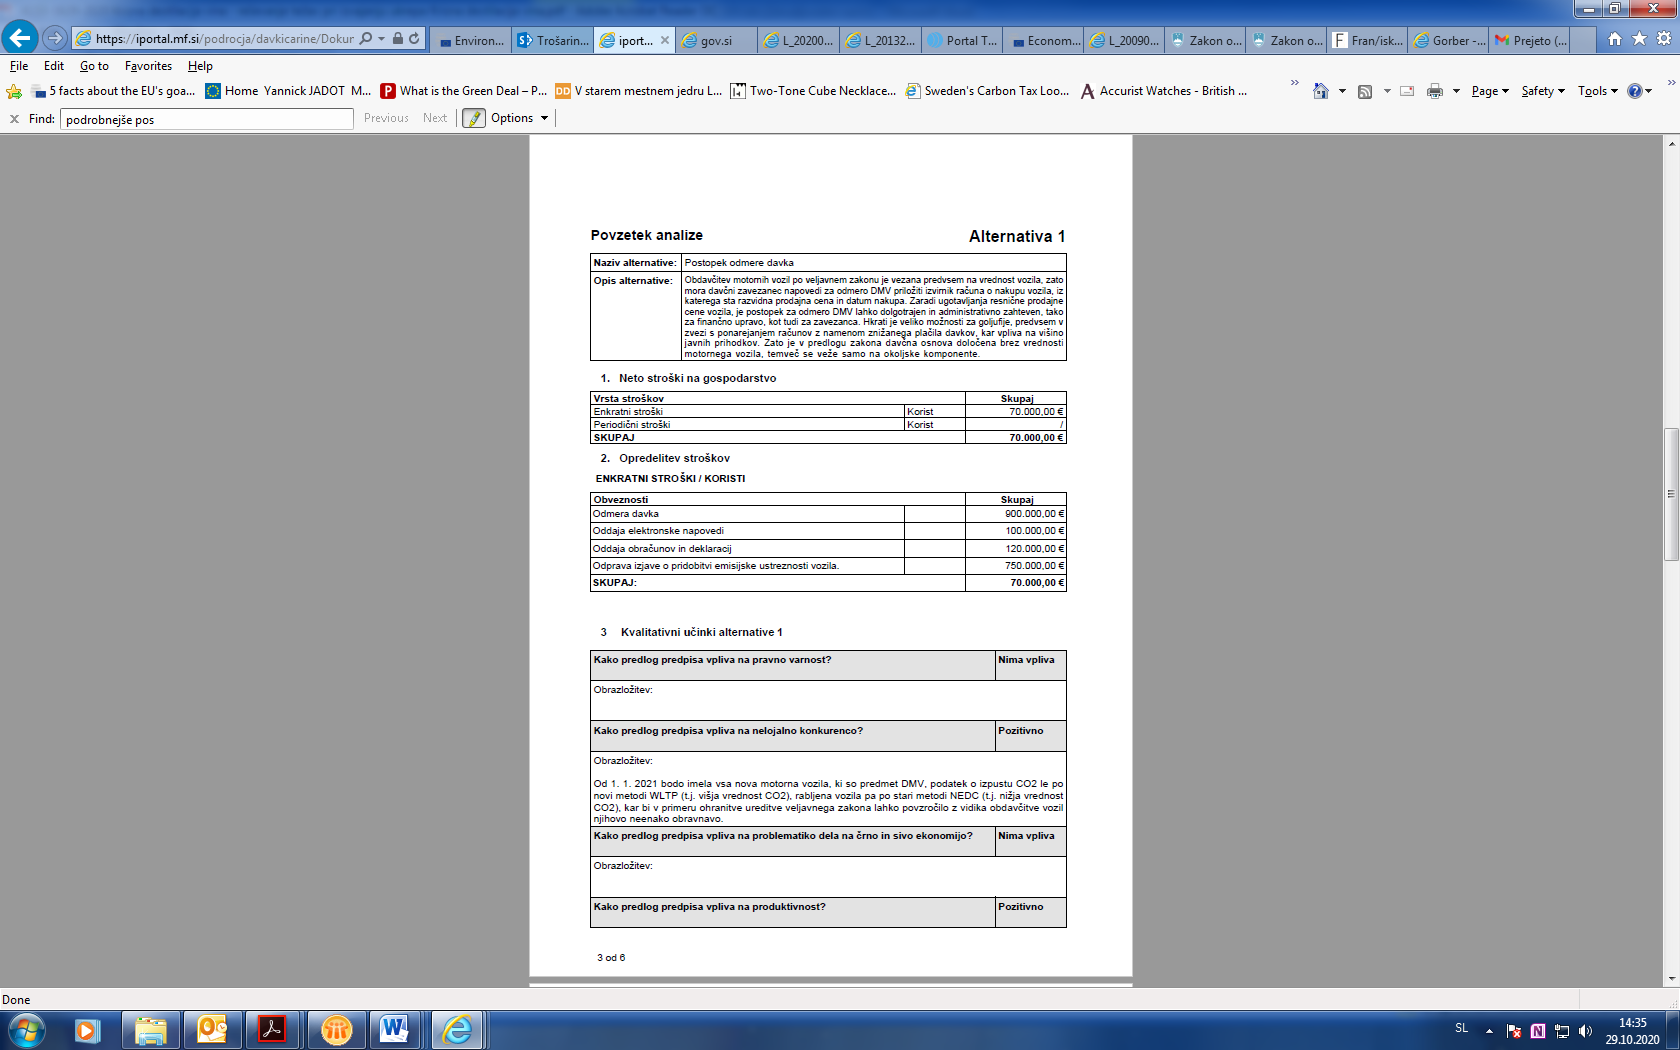 https://iportal.mf.si/podrocja/davkicarine/Dokur
Environ...
Trošarin...
iport...
gov.si
L_20200...
L_20132...
Portal T...
Econom...
L_20090...
Zakon o...
Zakon o...
Fran/isk...
Gorber -...
Prejeto (...
File Edit Go to Favorites Help
5 facts about the EU's goa...
Home Yannick JADOT M...
What is the Green Deal – P...
V starem mestnem jedru L...
Two-Tone Cube Necklace...
Sweden's Carbon Tax Loo...
Accurist Watches - British ...
Page Safety Tools
Find: podrobnejše pos Previous Next Options
Povzetek analize Alternativa 1
Naziv alternative: Postopek odmere davka
Opis alternative: Obdavčitev motornih vozil po veljavnem zakonu je vezana predvsem na vrednost vozila, zato
mora davčni zavezanec napovedi za odmero DMV priložiti izvirnik računa o nakupu vozila, iz
katerega sta razvidna prodajna cena in datum nakupa. Zaradi ugotavljanja resnične prodajne
cene vozila, je postopek za odmero DMV lahko dolgotrajen in administrativno zahteven, tako
za finančno upravo, kot tudi za zavezanca. Hkrati je veliko možnosti za goljufije, predvsem v
zvezi s ponarejanjem računov z namenom znižanega plačila davkov, kar vpliva na višino
javnih prihodkov. Zato je v predlogu zakona davčna osnova določena brez vrednosti
motornega vozila, temveč se veže samo na okoljske komponente.
1. Neto stroški na gospodarstvo
Vrsta stroškov Skupaj
Enkratni stroški Korist 70.000,00 €
Periodični stroški Korist /
SKUPAJ 70.000,00 €
2. Opredelitev stroškov
ENKRATNI STROŠKI / KORISTI
Obveznosti Skupaj
Odmera davka 900.000,00 €
Oddaja elektronske napovedi 100.000,00 €
Oddaja obračunov in deklaracij 120.000,00 €
Odprava izjave o pridobitvi emisijske ustreznosti vozila. 750.000,00 €
SKUPAJ: 70.000,00 €
3 Kvalitativni učinki alternative 1
Kako predlog predpisa vpliva na pravno varnost? Nima vpliva
Obrazložitev:
Kako predlog predpisa vpliva na nelojalno konkurenco? Pozitivno
Obrazložitev:
Od 1. 1. 2021 bodo imela vsa nova motorna vozila, ki so predmet DMV, podatek o izpustu CO2 le po
novi metodi WLTP (t.j. višja vrednost CO2), rabljena vozila pa po stari metodi NEDC (t.j. nižja vrednost
CO2), kar bi v primeru ohranitve ureditve veljavnega zakona lahko povzročilo z vidika obdavčitve vozil
njihovo neenako obravnavo.
Kako predlog predpisa vpliva na problematiko dela na črno in sivo ekonomijo? Nima vpliva
Obrazložitev:
Kako predlog predpisa vpliva na produktivnost? Pozitivno
3 od 6
Done
SL
14:35
29.10.2020